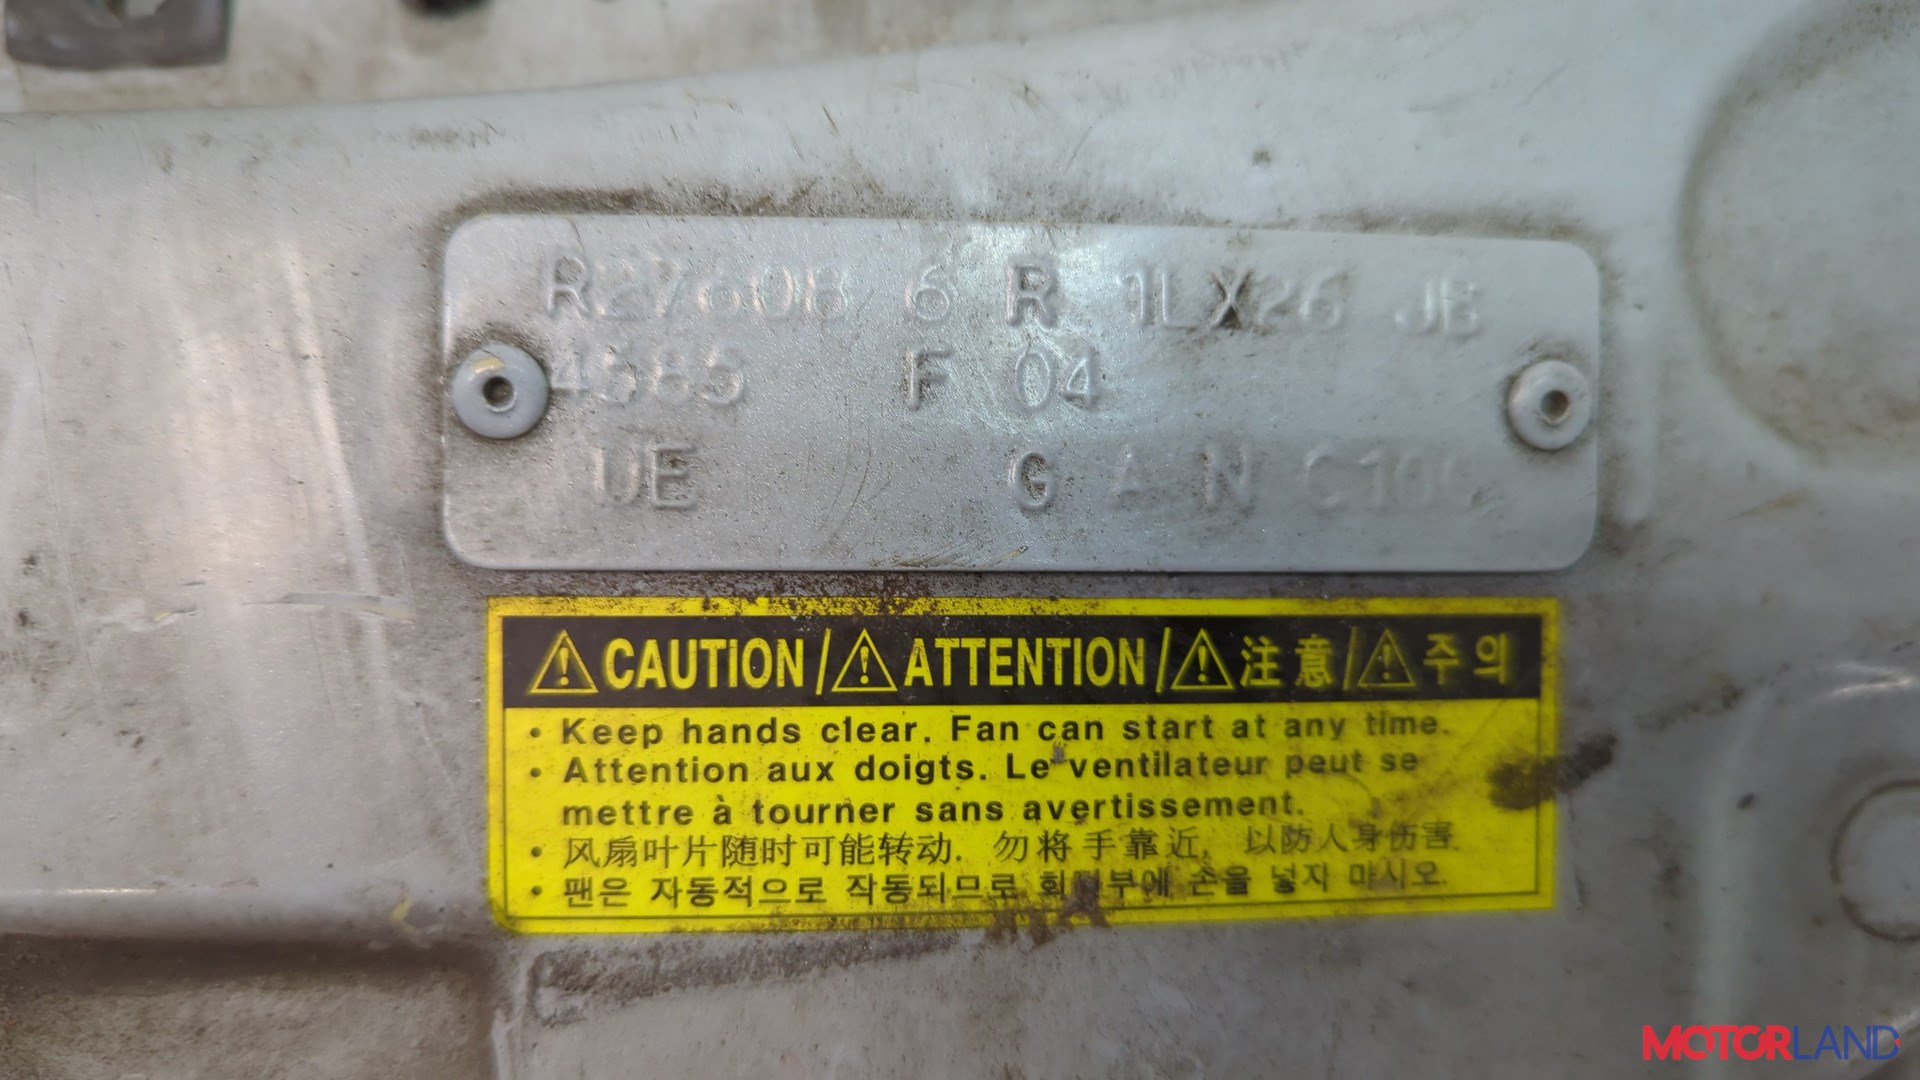 R27608 6 R 1LX26 JB
F 04
UE G A N
CAUTION/ATTENTION/注意/주의
• Keep hands clear. Fan can start at any time.
• Attention aux doigts. Le ventilateur peut se
mettre à tourner sans avertissement.
• 风扇叶片随时可能转动. 勿将手靠近, 以防人身伤害.
• 팬은 자동적으로 작동되므로 회전부에 손을 넣지 마시오.
MOTORLAND